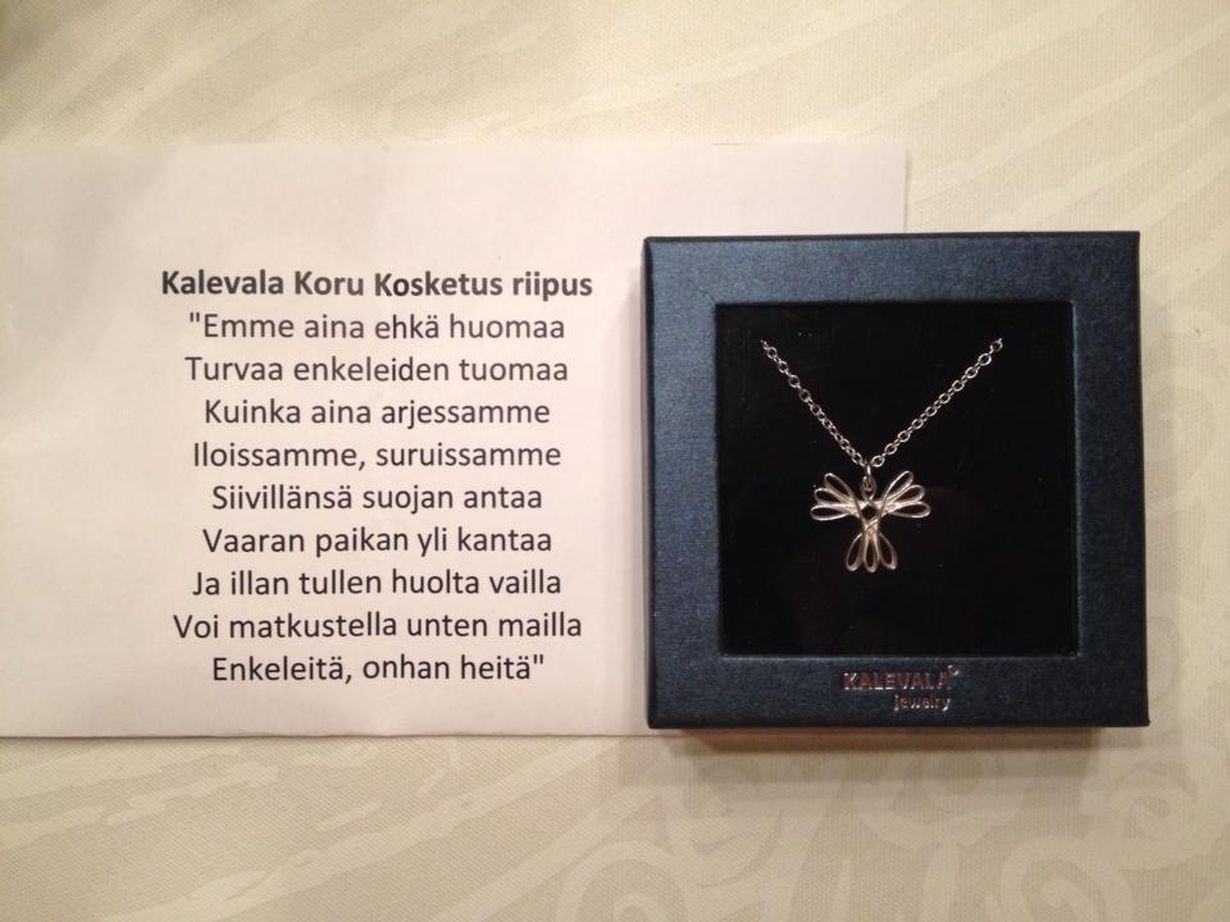 Kalevala Koru Kosketus riipus
"Emme aina ehkä huomaa
Turvaa enkeleiden tuomaa
Kuinka aina arjessamme
Iloissamme, suruissamme
Siivillänsä suojan antaa
Vaaran paikan yli kantaa
Ja illan tullen huolta vailla
Voi matkustella unten mailla
Enkeleitä, onhan heitä"
KALEVALA
jewelry